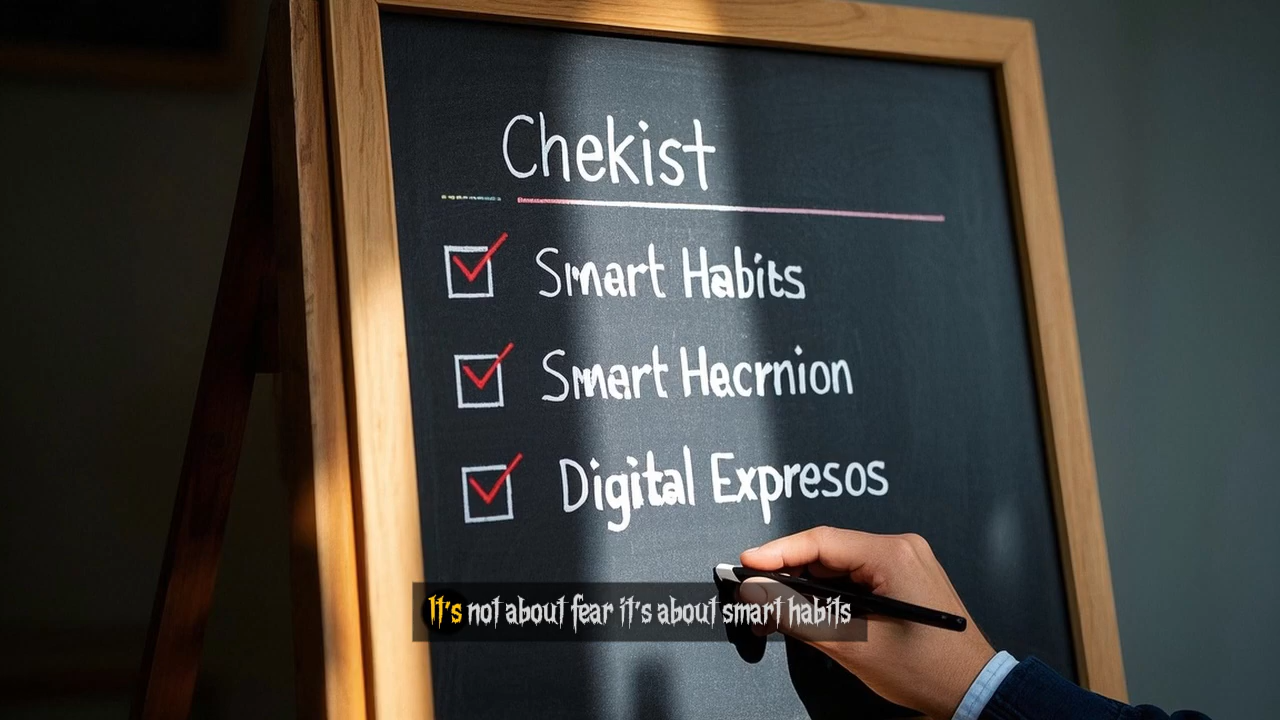 Chekist
Smart Habits
Smart Hecrnion
Digital Expresos
It's not about fear it's about smart habits